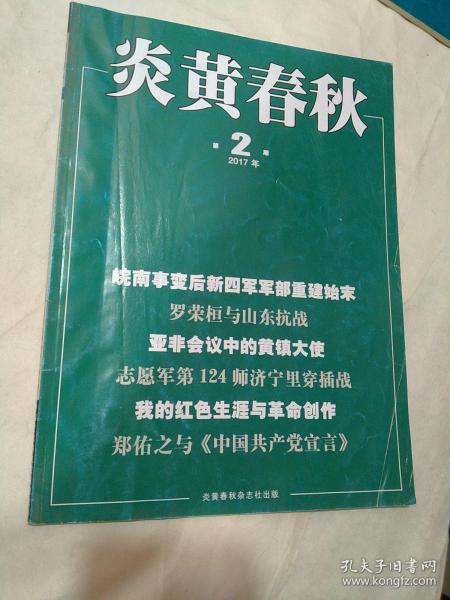 炎黄春秋
第2期
2017年
皖南事变后新四军军部重建始末
罗荣桓与山东抗战
亚非会议中的黄镇大使
志愿军第124师济宁里穿插战
我的红色生涯与革命创作
郑佑之与《中国共产党宣言》
炎黄春秋杂志社出版
孔夫子旧书网
www.kongfz.com